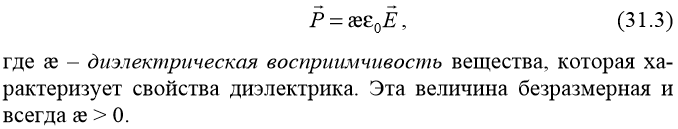 P⃗ = æε₀E⃗, (31.3)
где æ – диэлектрическая восприимчивость вещества, которая ха-
рактеризует свойства диэлектрика. Эта величина безразмерная и
всегда æ > 0.